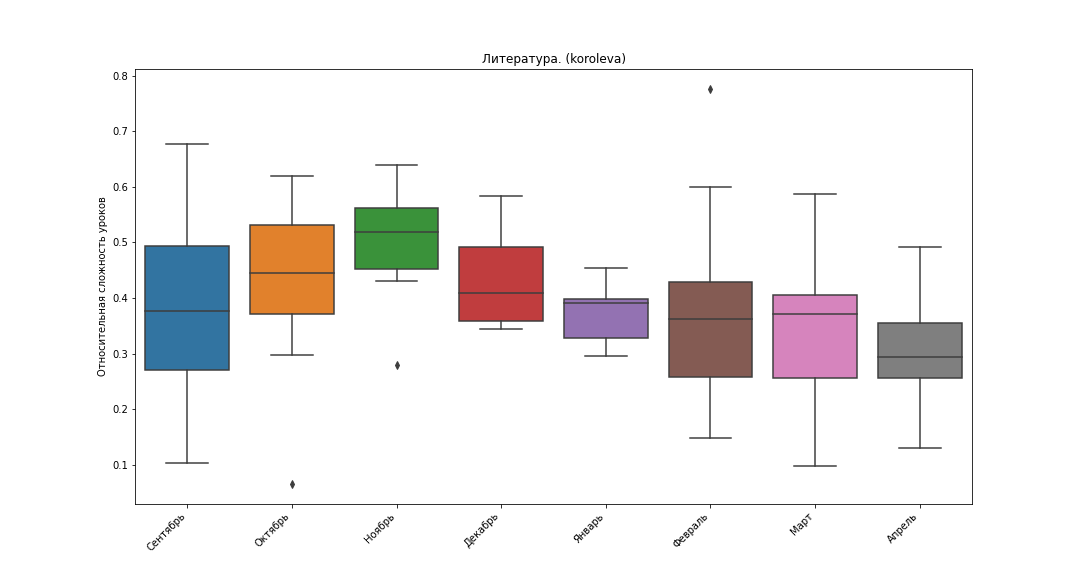 Литература. (koroleva)
Относительная сложность уроков
0.8
0.7
0.6
0.5
0.4
0.3
0.2
0.1
Сентябрь
Октябрь
Ноябрь
Декабрь
Январь
Февраль
Март
Апрель